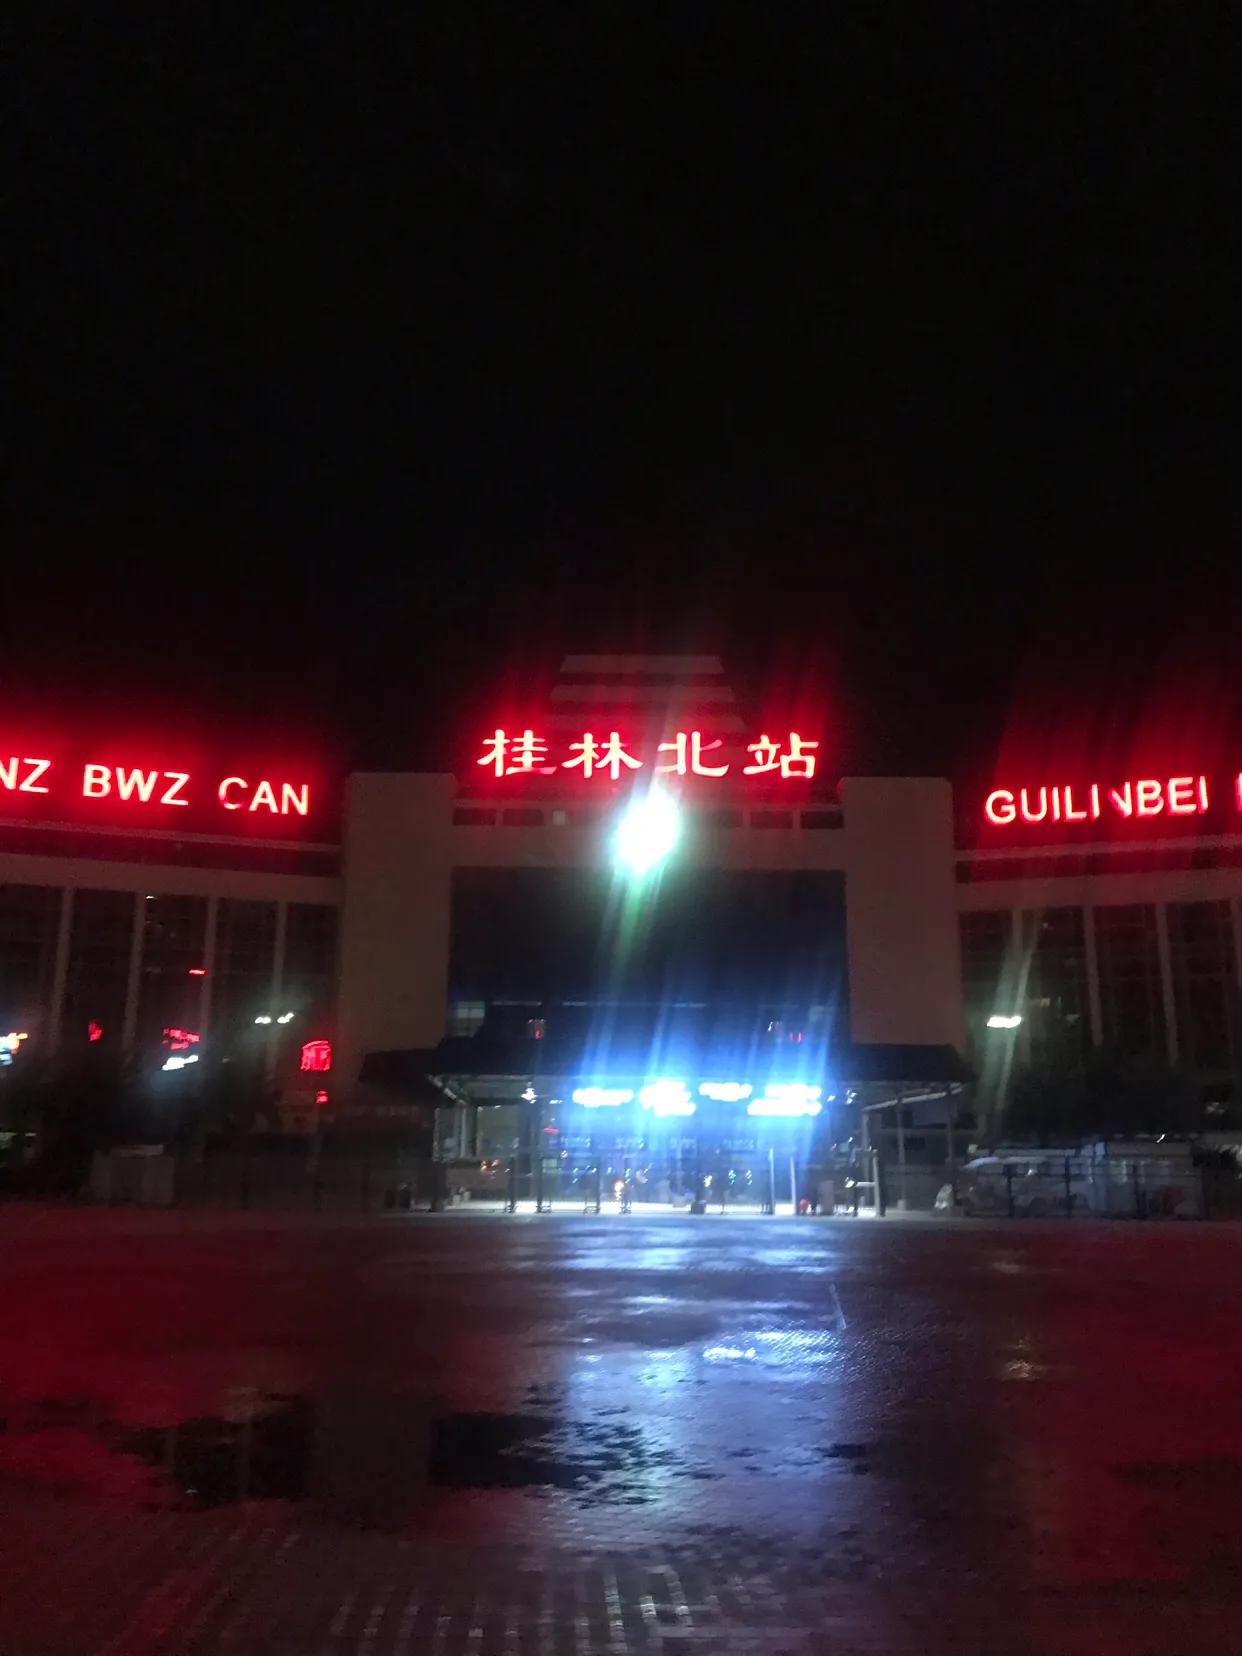 桂林北站
NZ BWZ CAN
GUILINBEI